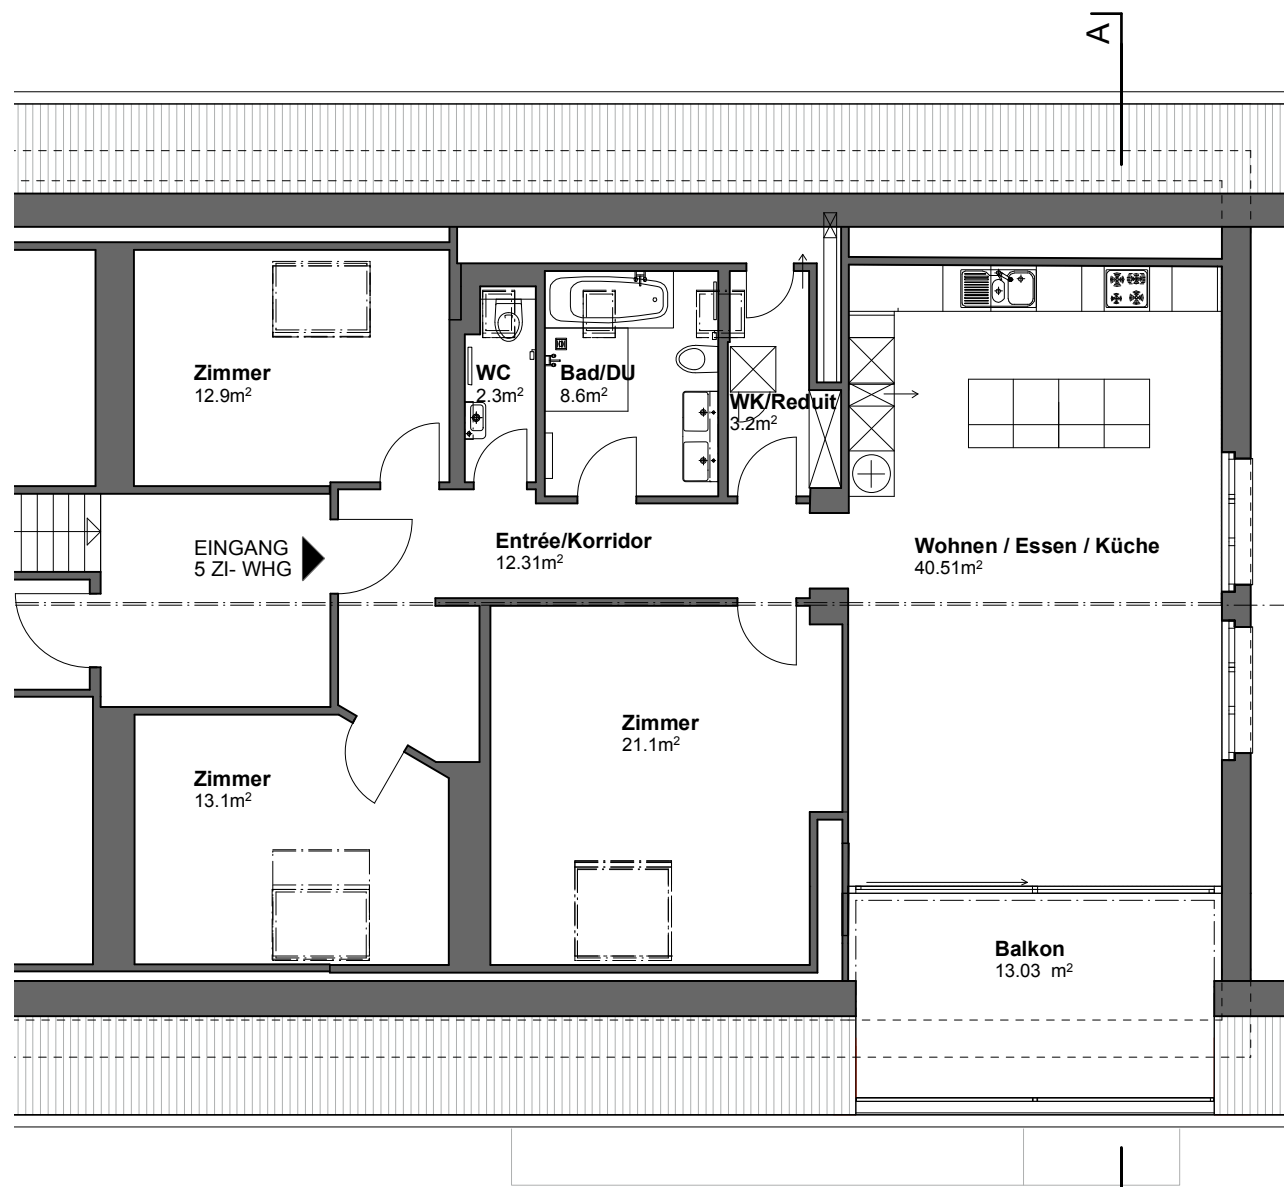 A
Zimmer
12.9m²
WC
2.3m²
Bad/DU
8.6m²
WK/Reduit
3.2m²
EINGANG
5 ZI- WHG
Entrée/Korridor
12.31m²
Wohnen / Essen / Küche
40.51m²
Zimmer
21.1m²
Zimmer
13.1m²
Balkon
13.03 m²